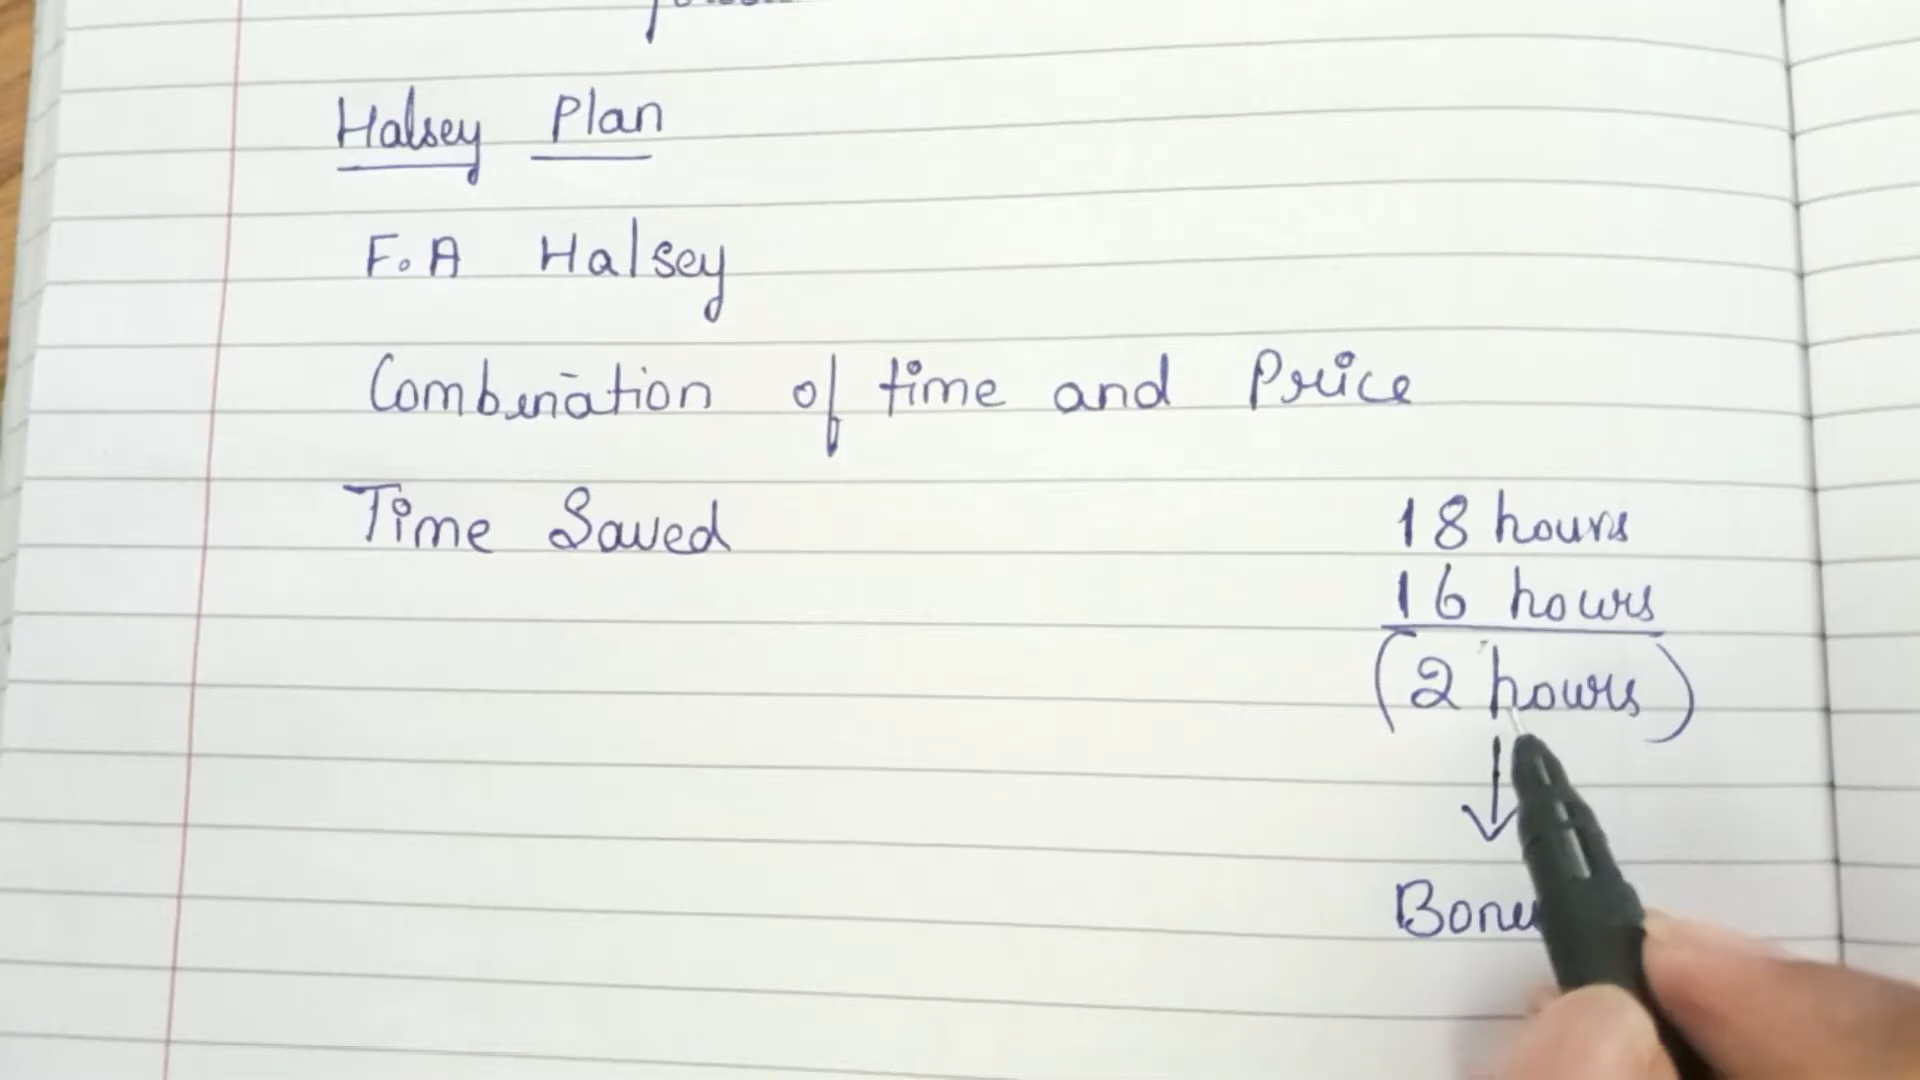 Halsey Plan
F.A Halsey
Combination of time and Price
Time Saved
18 hours
16 hours
(2 hours)